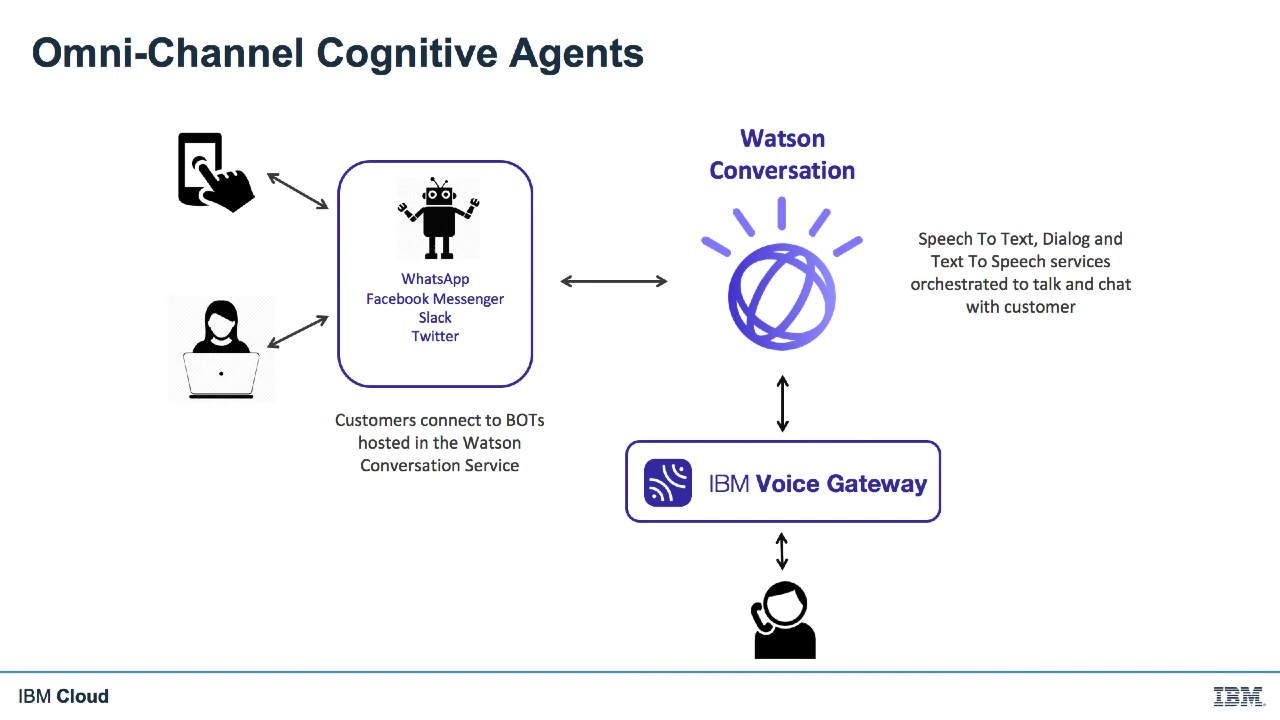 Omni-Channel Cognitive Agents
Watson
Conversation
WhatsApp
Facebook Messenger
Slack
Twitter
Speech To Text, Dialog and
Text To Speech services
orchestrated to talk and chat
with customer
Customers connect to BOTs
hosted in the Watson
Conversation Service
IBM Voice Gateway
IBM Cloud
IBM